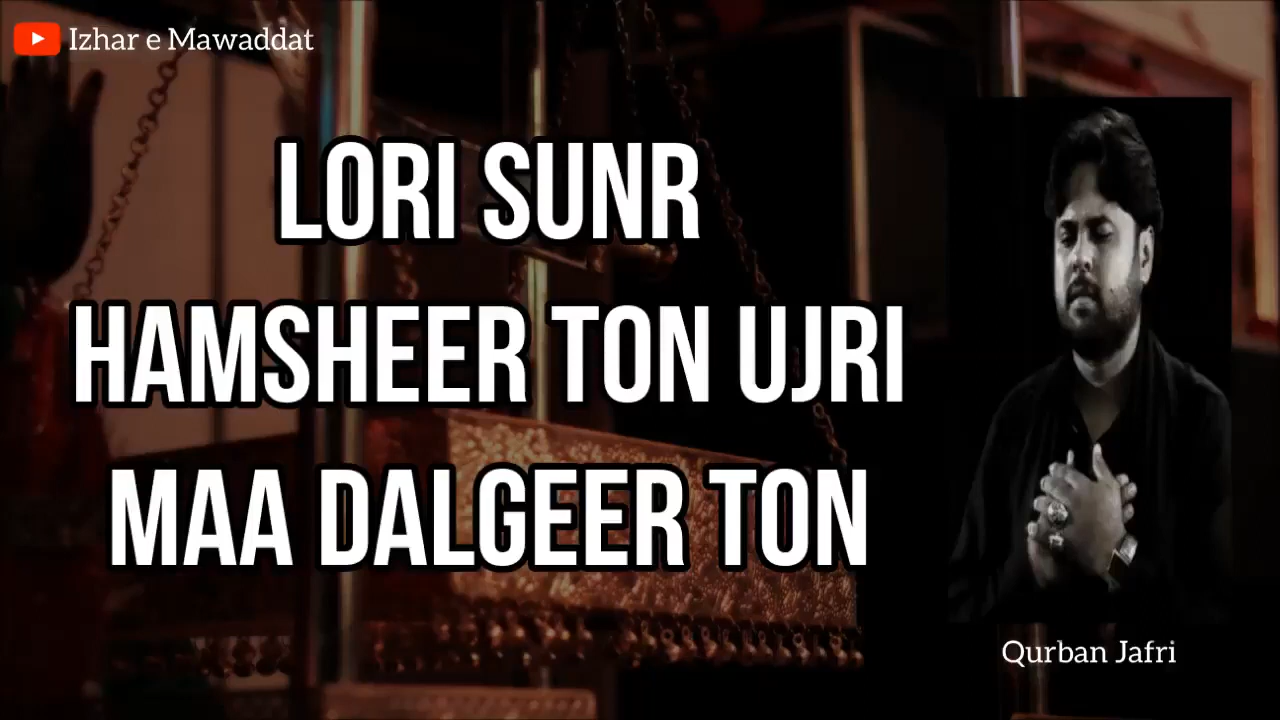 Izhar e Mawaddat
LORI SUNR
HAMSHEER TON UJRI
MAA DALGEER TON
Qurban Jafri